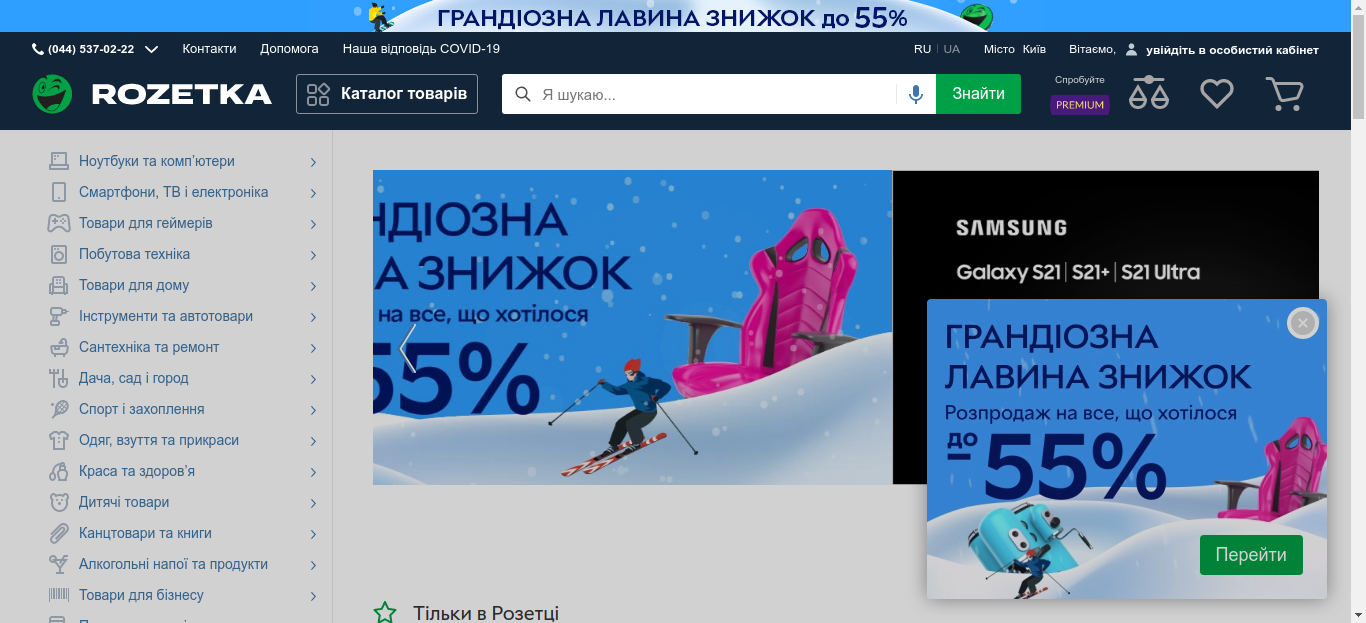 ГРАНДІОЗНА ЛАВИНА ЗНИЖОК до 55%
(044) 537-02-22 Контакти Допомога Наша відповідь COVID-19 RU UA Місто Київ Вітаємо, увійдіть в особистий кабінет
ROZETKA Каталог товарів Я шукаю... Знайти
Спробуйте
PREMIUM
Ноутбуки та комп'ютери
Смартфони, ТВ і електроніка
Товари для геймерів
Побутова техніка
Товари для дому
Інструменти та автотовари
Сантехніка та ремонт
Дача, сад і город
Спорт і захоплення
Одяг, взуття та прикраси
Краса та здоров'я
Дитячі товари
Канцтовари та книги
Алкогольні напої та продукти
Товари для бізнесу
НДІОЗНА
А ЗНИЖОК
на все, що хотілося
55%
SAMSUNG
Galaxy S21 | S21+ | S21 Ultra
ГРАНДІОЗНА
ЛАВИНА ЗНИЖОК
Розпродаж на все, що хотілося
до 55%
Перейти
Тільки в Розетці